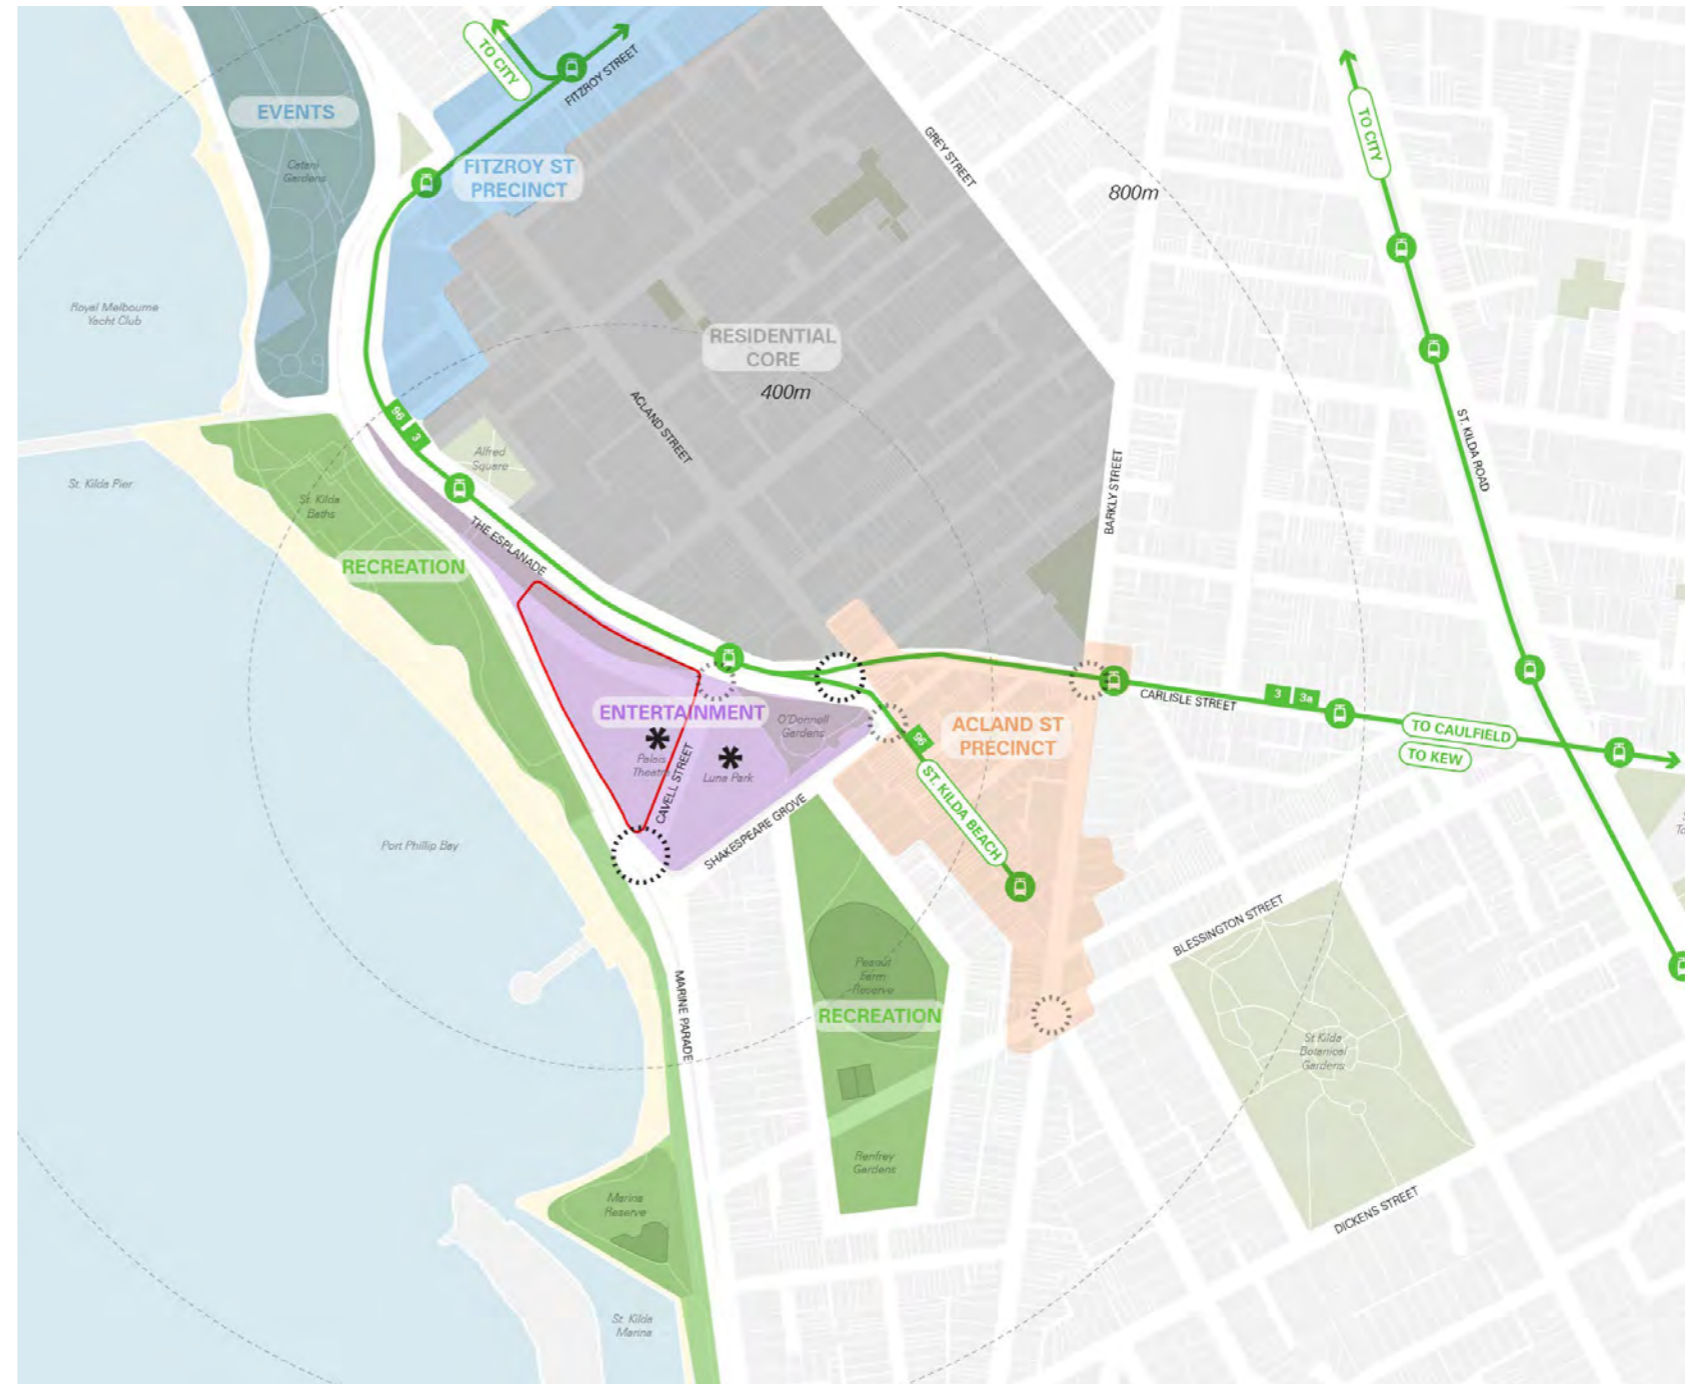 TO CITY
FITZROY STREET
EVENTS
Catani
Gardens
FITZROY ST
PRECINCT
GREY STREET
TO CITY
800m
Royal Melbourne
Yacht Club
RESIDENTIAL
CORE
400m
ACLAND STREET
96
3
Alfred
Square
St. Kilda Pier
St. Kilda
Baths
BARKLY STREET
ST. KILDA ROAD
THE ESPLANADE
RECREATION
ENTERTAINMENT
O'Donnell
Gardens
Palais
Theatre
CAVELL STREET
Luna Park
SHAKESPEARE GROVE
ACLAND ST
PRECINCT
96
ST. KILDA BEACH
CARLISLE STREET
3
3a
TO CAULFIELD
TO KEW
Port Phillip Bay
BLESSINGTON STREET
Peanut
Farm
Reserve
RECREATION
MARINE PARADE
St Kilda
Botanical
Gardens
Renfrey
Gardens
Marina
Reserve
DICKENS STREET
St. Kilda
Marina